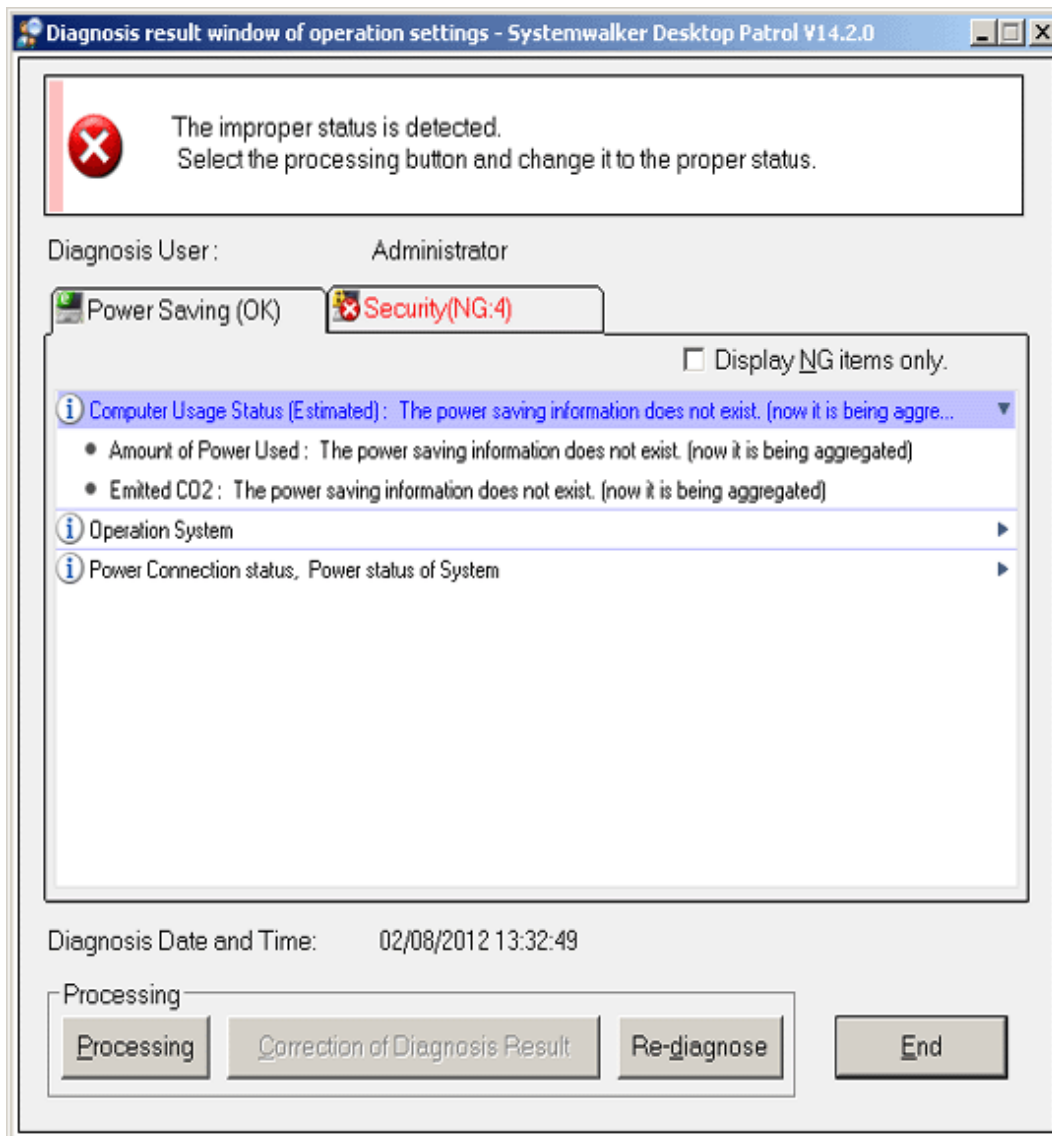 Diagnosis result window of operation settings - Systemwalker Desktop Patrol V14.2.0
The improper status is detected.
Select the processing button and change it to the proper status.
Diagnosis User : Administrator
Power Saving (OK) Security(NG:4)
Display NG items only.
Computer Usage Status (Estimated) : The power saving information does not exist. (now it is being aggre...
Amount of Power Used : The power saving information does not exist. (now it is being aggregated)
Emitted CO2 : The power saving information does not exist. (now it is being aggregated)
Operation System
Power Connection status, Power status of System
Diagnosis Date and Time: 02/08/2012 13:32:49
Processing
Processing Correction of Diagnosis Result Re-diagnose End